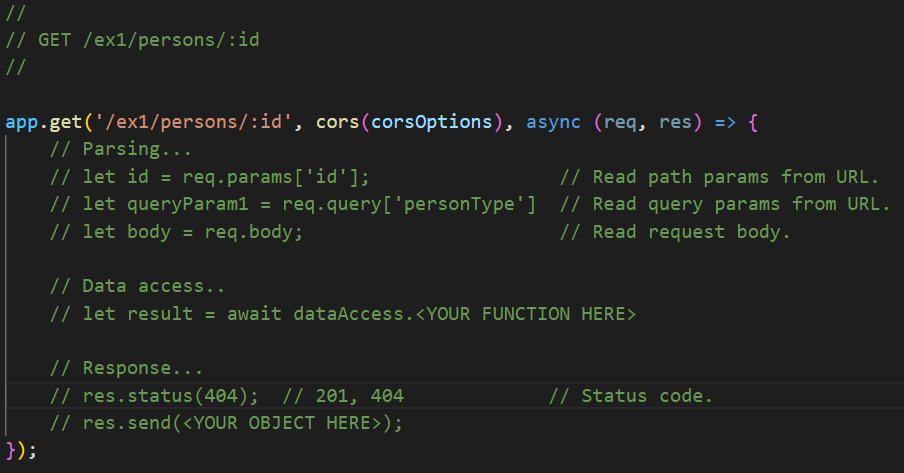 //
// GET /ex1/persons/:id
//
app.get('/ex1/persons/:id', cors(corsOptions), async (req, res) => {
    // Parsing...
    // let id = req.params['id'];                 // Read path params from URL.
    // let queryParam1 = req.query['personType']  // Read query params from URL.
    // let body = req.body;                       // Read request body.
    // Data access..
    // let result = await dataAccess.<YOUR FUNCTION HERE>
    // Response...
    // res.status(404);  // 201, 404             // Status code.
    // res.send(<YOUR OBJECT HERE>);
});